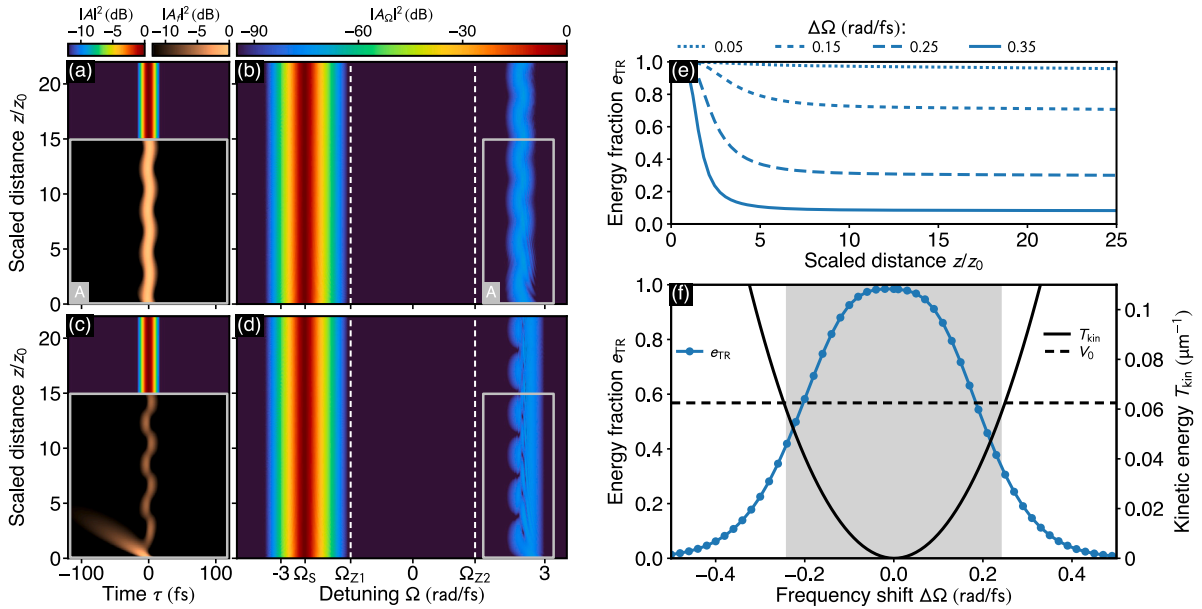 |A|² (dB) |A_f|² (dB) |A_Ω|² (dB) ΔΩ (rad/fs):
−10 −5 0 −10 −5 0 −90 −60 −30 0 0.05 0.15 0.25 0.35
(a) (b) (e)
Scaled distance z/z₀
20
15
10
5
0
A A
Energy fraction e_TR
1.0
0.8
0.6
0.4
0.2
0.0
0 5 10 15 20 25
Scaled distance z/z₀
(c) (d) (f)
Scaled distance z/z₀
20
15
10
5
0
−100 0 100
Time τ (fs)
-3 Ω_S Ω_Z1 0 Ω_Z2 3
Detuning Ω (rad/fs)
Energy fraction e_TR
1.0
0.8
0.6
0.4
0.2
0.0
e_TR
T_kin
V₀
−0.4 −0.2 0.0 0.2 0.4
Frequency shift ΔΩ (rad/fs)
0.10
0.08
0.06
0.04
0.02
0
Kinetic energy T_kin (μm⁻¹)